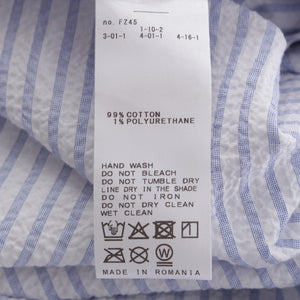 no. FZ45
1-10-2
3-01-1 4-01-1 4-16-1
99% COTTON
1% POLYURETHANE
HAND WASH
DO NOT BLEACH
DO NOT TUMBLE DRY
LINE DRY IN THE SHADE
DO NOT IRON
DO NOT DRY CLEAN
WET CLEAN
MADE IN ROMANIA